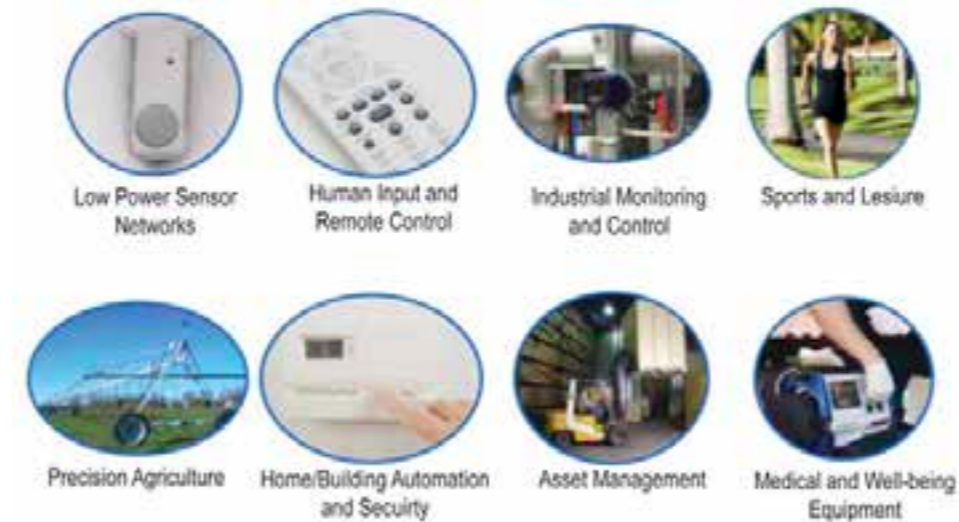 Low Power Sensor
Networks
Human Input and
Remote Control
Industrial Monitoring
and Control
Sports and Lesiure
Precision Agriculture
Home/Building Automation
and Secuirty
Asset Management
Medical and Well-being
Equipment